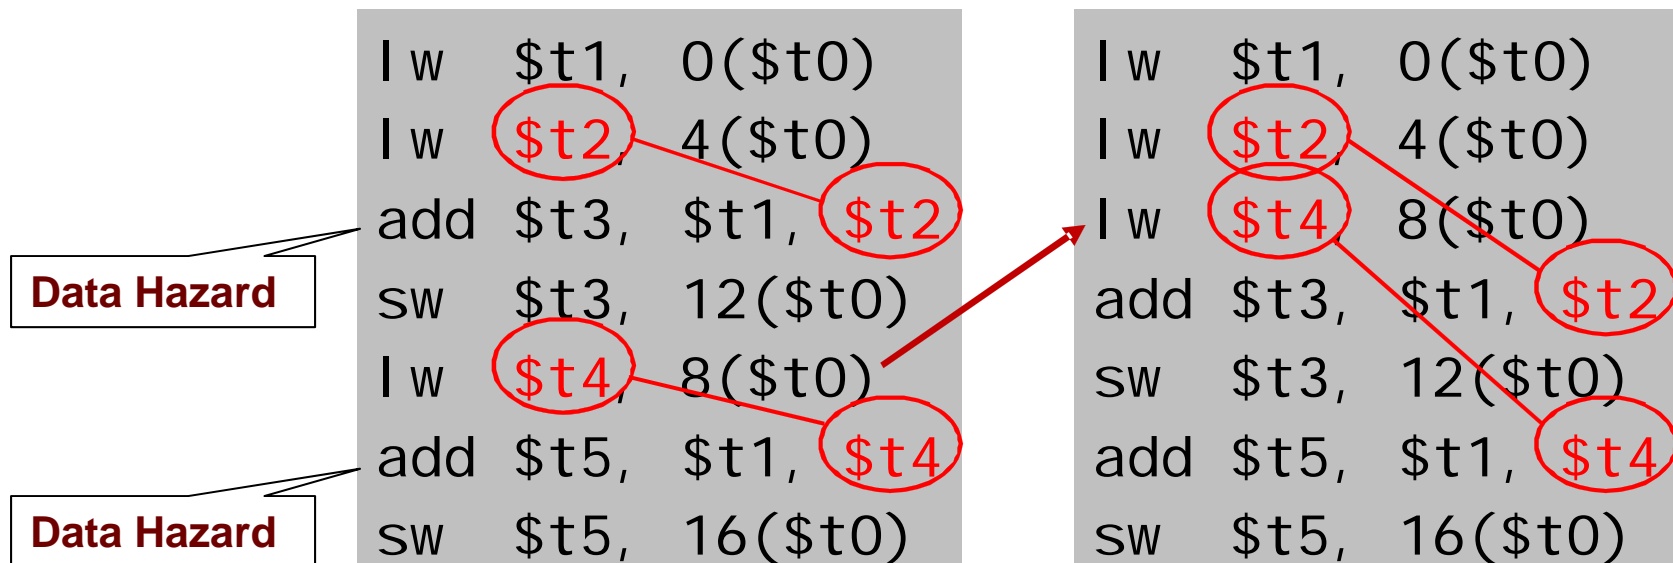 lw $t1, 0($t0)
lw $t2, 4($t0)
add $t3, $t1, $t2
sw $t3, 12($t0)
lw $t4, 8($t0)
add $t5, $t1, $t4
sw $t5, 16($t0)
Data Hazard
Data Hazard
lw $t1, 0($t0)
lw $t2, 4($t0)
lw $t4, 8($t0)
add $t3, $t1, $t2
sw $t3, 12($t0)
add $t5, $t1, $t4
sw $t5, 16($t0)